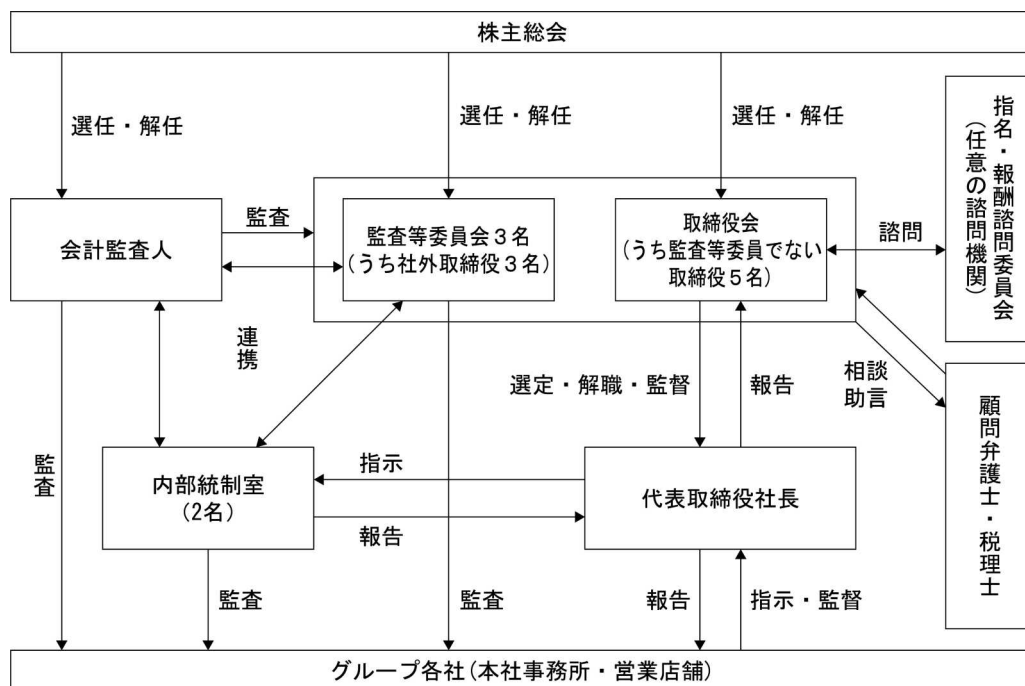 株主総会
選任・解任
選任・解任
選任・解任
指名・報酬諮問委員会
(任意の諮問機関)
会計監査人
監査
監査等委員会3名
(うち社外取締役3名)
取締役会
(うち監査等委員でない
取締役5名)
諮問
連携
選定・解職・監督
報告
相談
助言
顧問弁護士・税理士
監査
内部統制室
(2名)
指示
報告
代表取締役社長
監査
監査
報告
指示・監督
グループ各社(本社事務所・営業店舗)